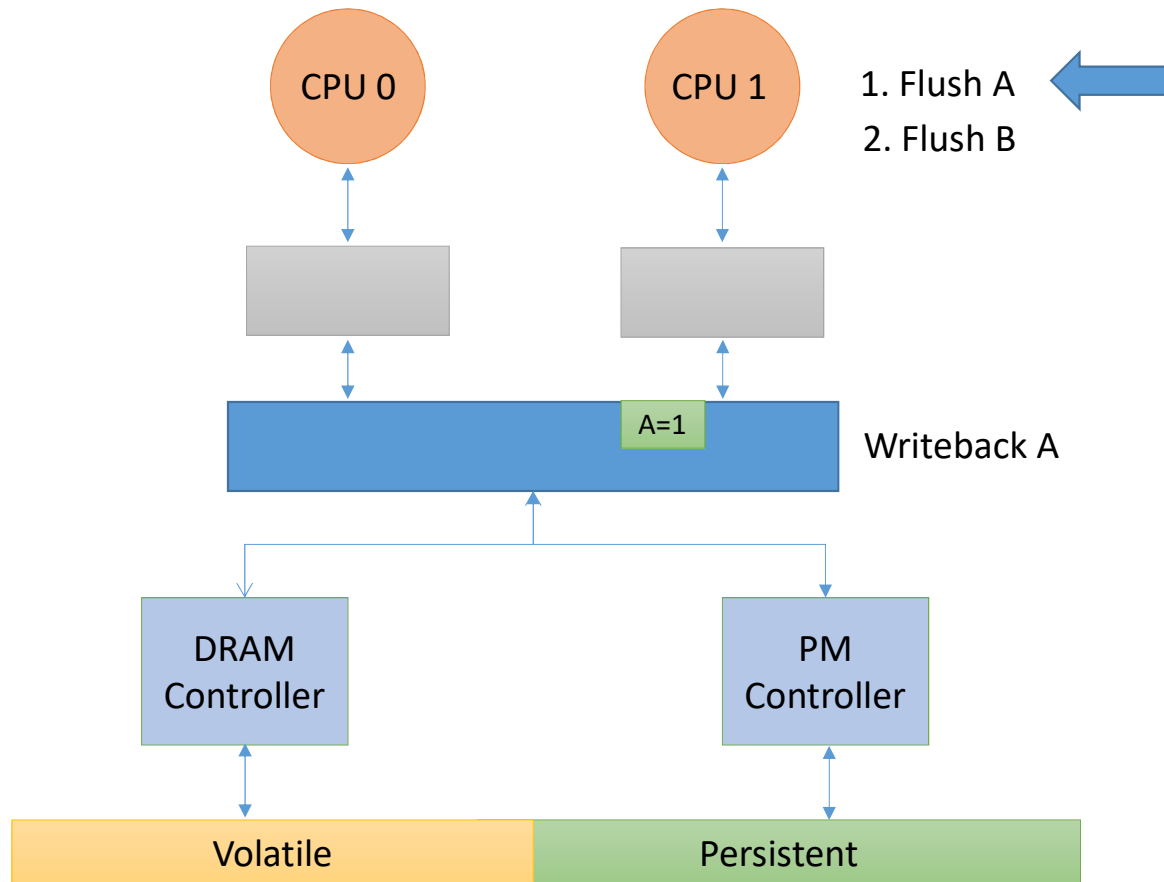 CPU 0
CPU 1
1. Flush A
2. Flush B
A=1
Writeback A
DRAM
Controller
PM
Controller
Volatile
Persistent